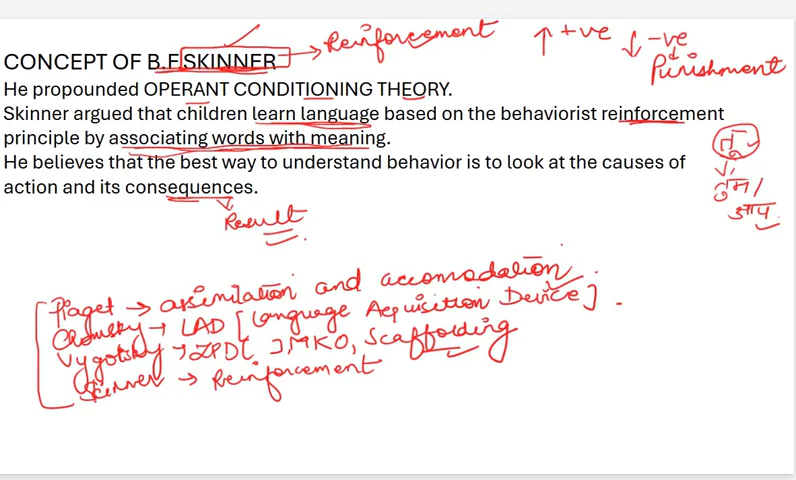 Reinforcement ↑ +ve ↓ -ve
Punishment
CONCEPT OF B.F SKINNER
He propounded OPERANT CONDITIONING THEORY.
Skinner argued that children learn language based on the behaviorist reinforcement
principle by associating words with meaning.
He believes that the best way to understand behavior is to look at the causes of
action and its consequences.
तू
तुम/
आप
Result
Piaget → assimilation and accomodation
Chomsky → LAD [Language Acquisition Device].
Vygotsky → ZPD[ ], MKO, Scaffolding
Skinner → Reinforcement